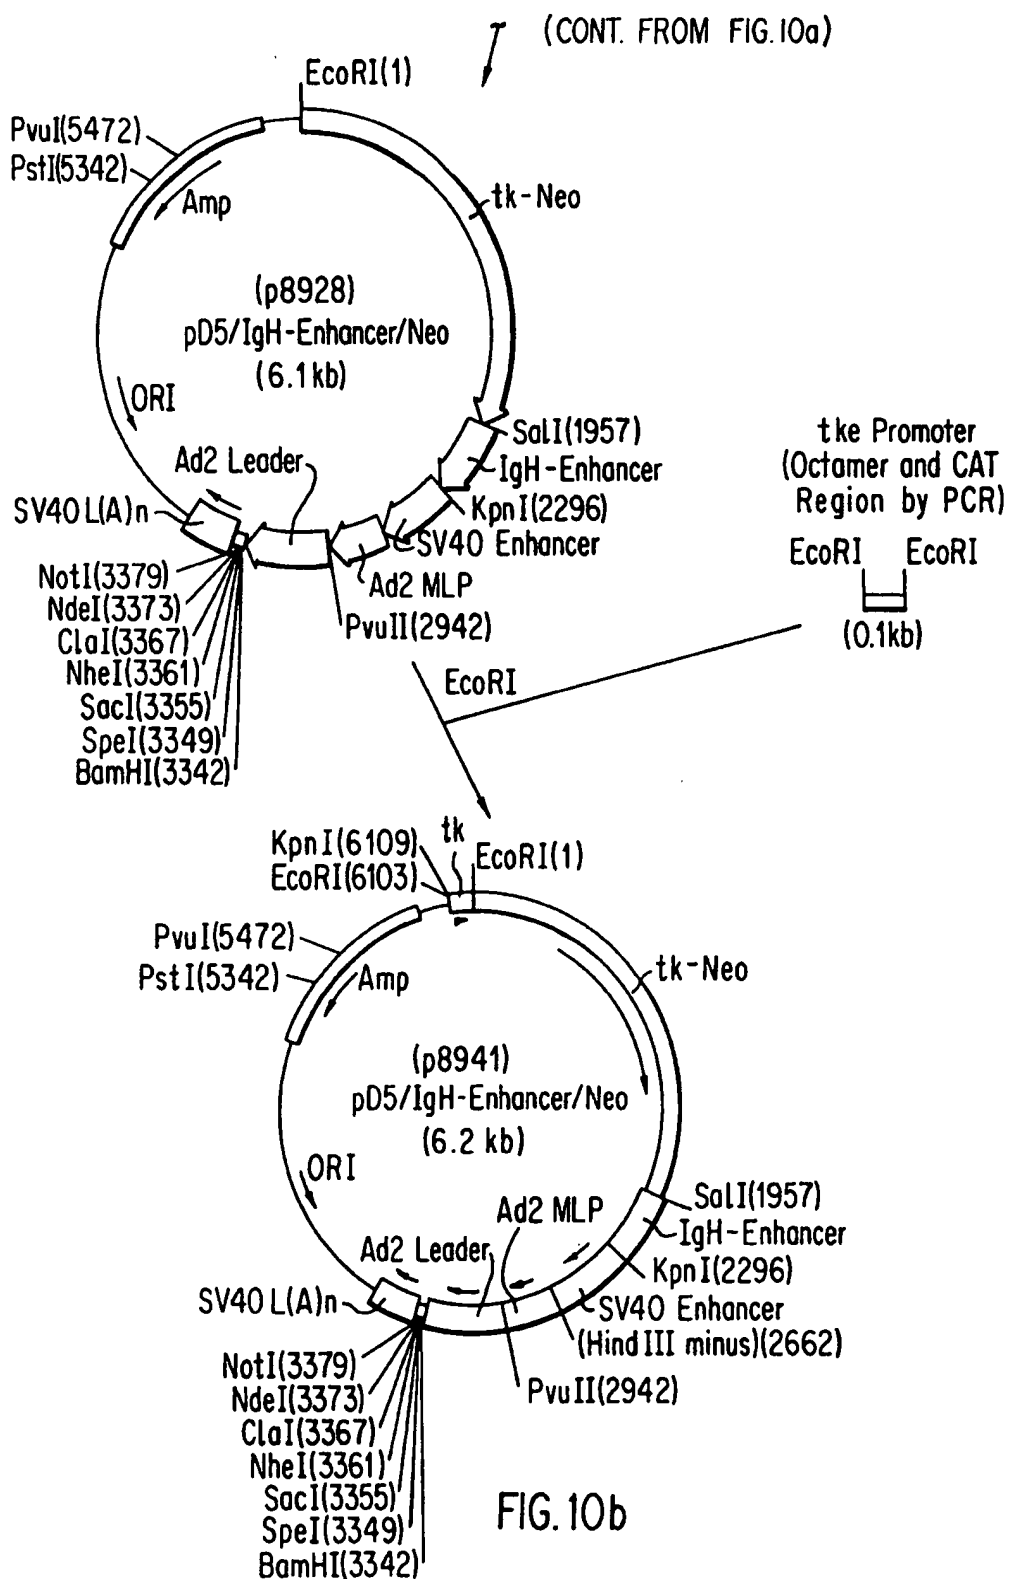 (CONT. FROM FIG.10a)
EcoRI(1)
PvuI(5472)
PstI(5342)
Amp
tk-Neo
(p8928)
pD5/IgH-Enhancer/Neo
(6.1kb)
ORI
SalI(1957)
IgH-Enhancer
KpnI(2296)
SV40 Enhancer
Ad2 MLP
PvuII(2942)
Ad2 Leader
SV40 L(A)n
NotI(3379)
NdeI(3373)
ClaI(3367)
NheI(3361)
SacI(3355)
SpeI(3349)
BamHI(3342)
tke Promoter
(Octamer and CAT
Region by PCR)
EcoRI EcoRI
(0.1kb)
EcoRI
KpnI(6109)
tk
EcoRI(1)
EcoRI(6103)
PvuI(5472)
PstI(5342)
Amp
tk-Neo
(p8941)
pD5/IgH-Enhancer/Neo
(6.2 kb)
ORI
SalI(1957)
IgH-Enhancer
KpnI(2296)
SV40 Enhancer
(Hind III minus)(2662)
PvuII(2942)
Ad2 MLP
Ad2 Leader
SV40 L(A)n
NotI(3379)
NdeI(3373)
ClaI(3367)
NheI(3361)
SacI(3355)
SpeI(3349)
BamHI(3342)
FIG. 10b